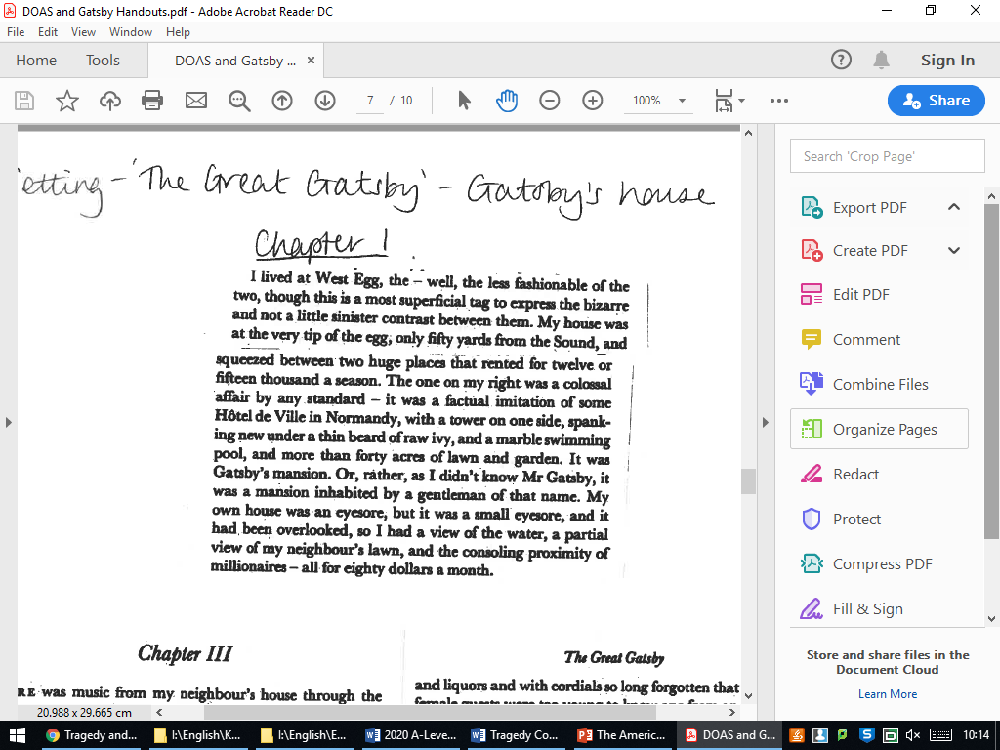 DOAS and Gatsby Handouts.pdf - Adobe Acrobat Reader DC
File Edit View Window Help
Home Tools DOAS and Gatsby ... × Sign In
7 / 10 100% Share
etting - 'The Great Gatsby' - Gatsby's house
Chapter 1
I lived at West Egg, the – well, the less fashionable of the
two, though this is a most superficial tag to express the bizarre
and not a little sinister contrast between them. My house was
at the very tip of the egg, only fifty yards from the Sound, and
squeezed between two huge places that rented for twelve or
fifteen thousand a season. The one on my right was a colossal
affair by any standard – it was a factual imitation of some
Hôtel de Ville in Normandy, with a tower on one side, spank-
ing new under a thin beard of raw ivy, and a marble swimming
pool, and more than forty acres of lawn and garden. It was
Gatsby's mansion. Or, rather, as I didn't know Mr Gatsby, it
was a mansion inhabited by a gentleman of that name. My
own house was an eyesore, but it was a small eyesore, and it
had been overlooked, so I had a view of the water, a partial
view of my neighbour's lawn, and the consoling proximity of
millionaires – all for eighty dollars a month.
Chapter III
RE was music from my neighbour's house through the
The Great Gatsby
and liquors and with cordials so long forgotten that
20.988 x 29.665 cm
Search 'Crop Page'
Export PDF
Create PDF
Edit PDF
Comment
Combine Files
Organize Pages
Redact
Protect
Compress PDF
Fill & Sign
Store and share files in the
Document Cloud
Learn More
Tragedy and... I:\English\K... I:\English\E... 2020 A-Leve... Tragedy Co... The Americ... DOAS and G... 10:14